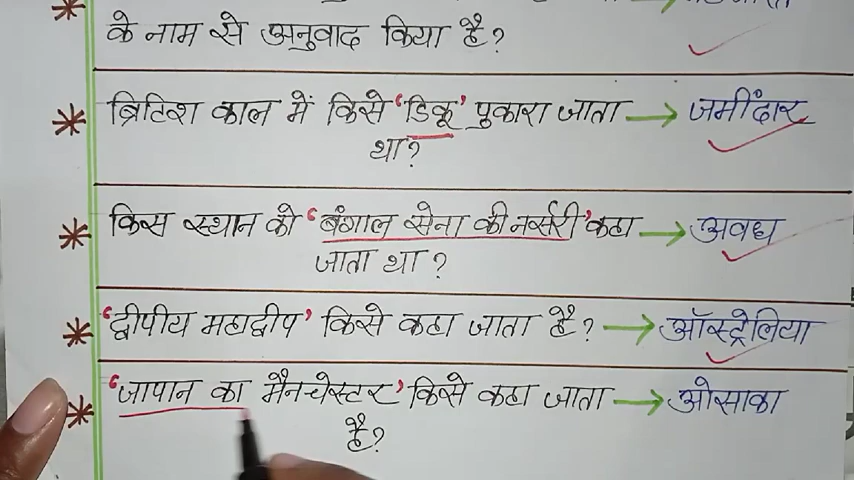 के नाम से अनुवाद किया है?
ब्रिटिश काल में किसे 'डिकू' पुकारा जाता → जमींदार
था?
किस स्थान को 'बंगाल सेना की नर्सरी' कहा → अवध
जाता था?
'द्वीपीय महाद्वीप' किसे कहा जाता है? → ऑस्ट्रेलिया
'जापान का मैनचेस्टर' किसे कहा जाता → ओसाका
है?